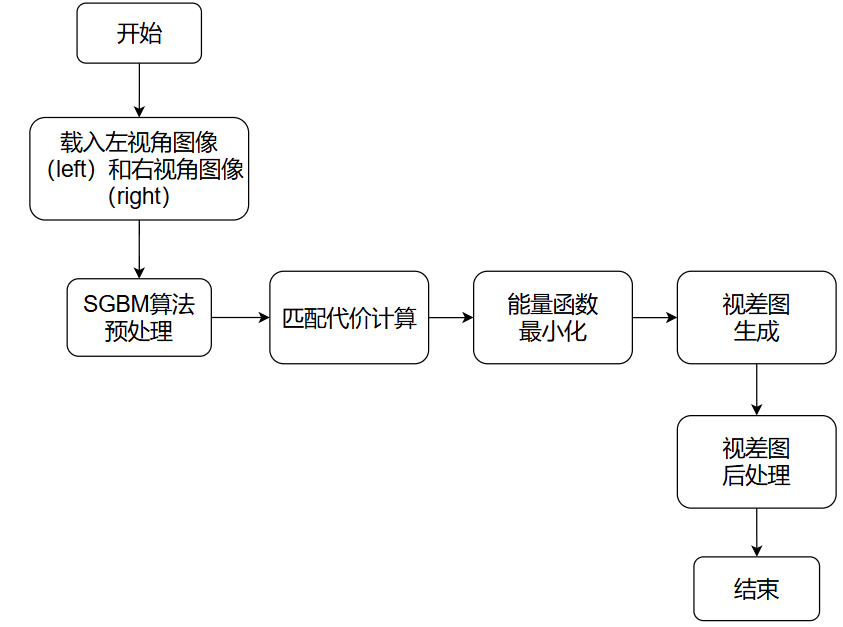 开始
载入左视角图像
（left）和右视角图像
（right）
SGBM算法
预处理
匹配代价计算
能量函数
最小化
视差图
生成
视差图
后处理
结束